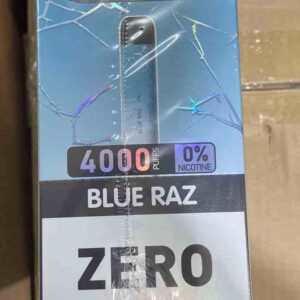 BLUE RAZ
4000 PUFFS 0% NICOTINE
BLUE RAZ
ZERO